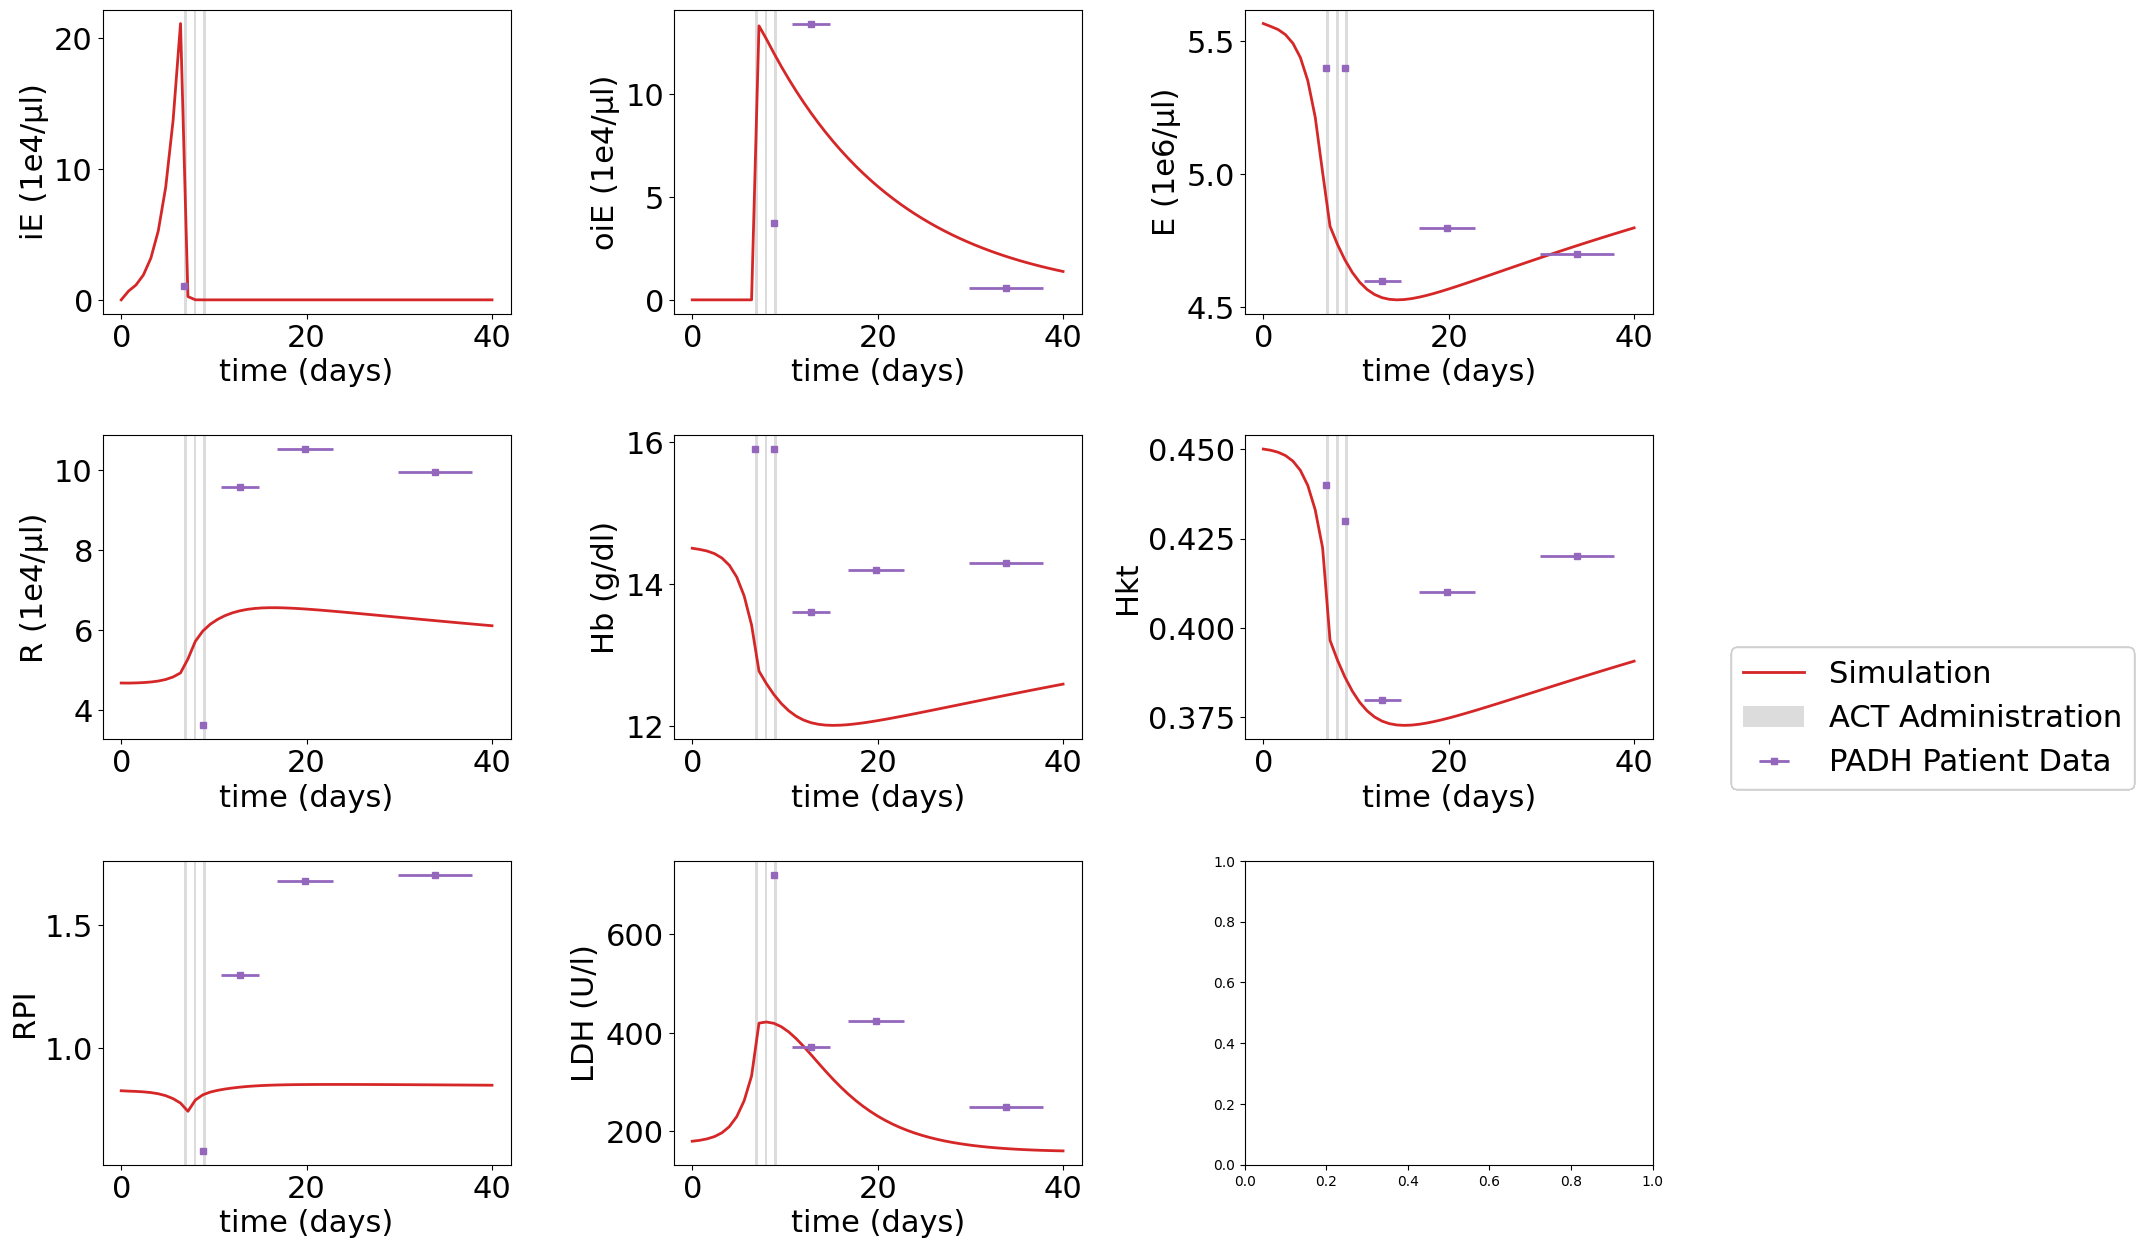 iE (1e4/µl)
20
10
0
0 20 40
time (days)
oiE (1e4/µl)
10
5
0
0 20 40
time (days)
E (1e6/µl)
5.5
5.0
4.5
0 20 40
time (days)
R (1e4/µl)
10
8
6
4
0 20 40
time (days)
Hb (g/dl)
16
14
12
0 20 40
time (days)
Hkt
0.450
0.425
0.400
0.375
0 20 40
time (days)
Simulation
ACT Administration
PADH Patient Data
RPI
1.5
1.0
0 20 40
time (days)
LDH (U/l)
600
400
200
0 20 40
time (days)
1.0
0.8
0.6
0.4
0.2
0.0
0.0 0.2 0.4 0.6 0.8 1.0